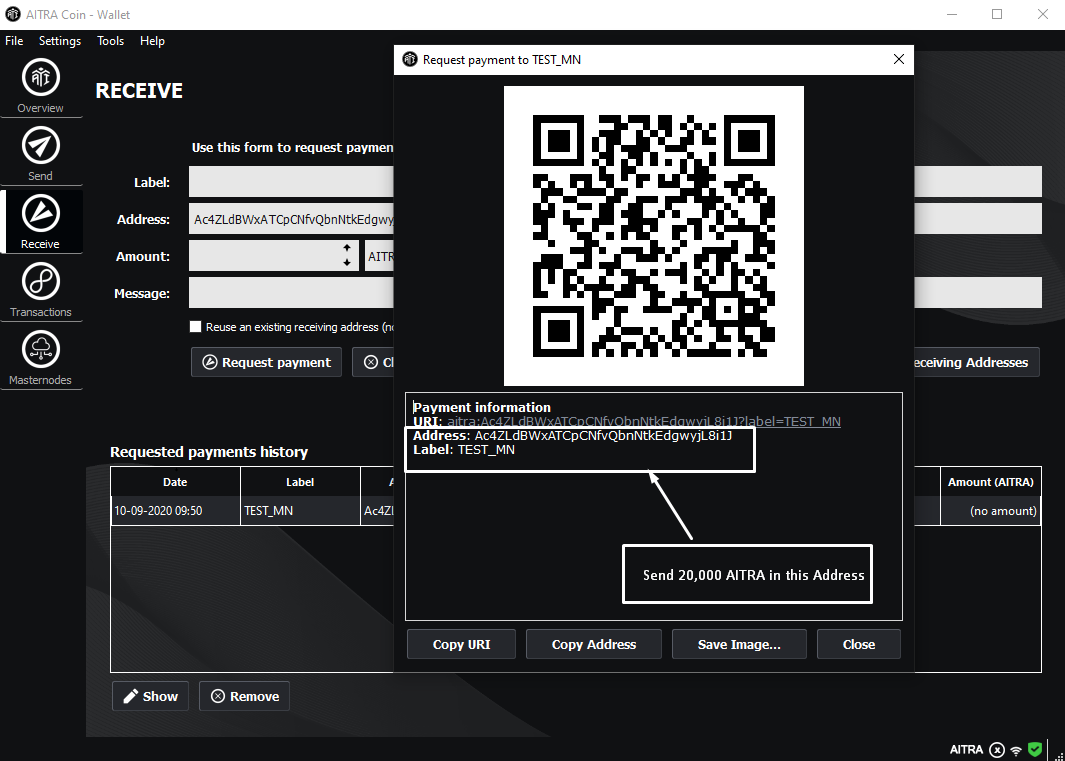 AITRA Coin - Wallet
File Settings Tools Help
Overview
Send
Receive
Transactions
Masternodes
RECEIVE
Use this form to request paymen
Label:
Address: Ac4ZLdBWxATCpCNfvQbnNtkEdgwy
Amount: AITR
Message:
Reuse an existing receiving address (no
Request payment
Cl
eceiving Addresses
Requested payments history
Date Label A Amount (AITRA)
10-09-2020 09:50 TEST_MN Ac4ZL (no amount)
Show Remove
Request payment to TEST_MN
Payment information
URI: aitra:Ac4ZLdBWxATCpCNfvQbnNtkEdgwyjL8i1J?label=TEST_MN
Address: Ac4ZLdBWxATCpCNfvQbnNtkEdgwyjL8i1J
Label: TEST_MN
Send 20,000 AITRA in this Address
Copy URI Copy Address Save Image... Close
AITRA